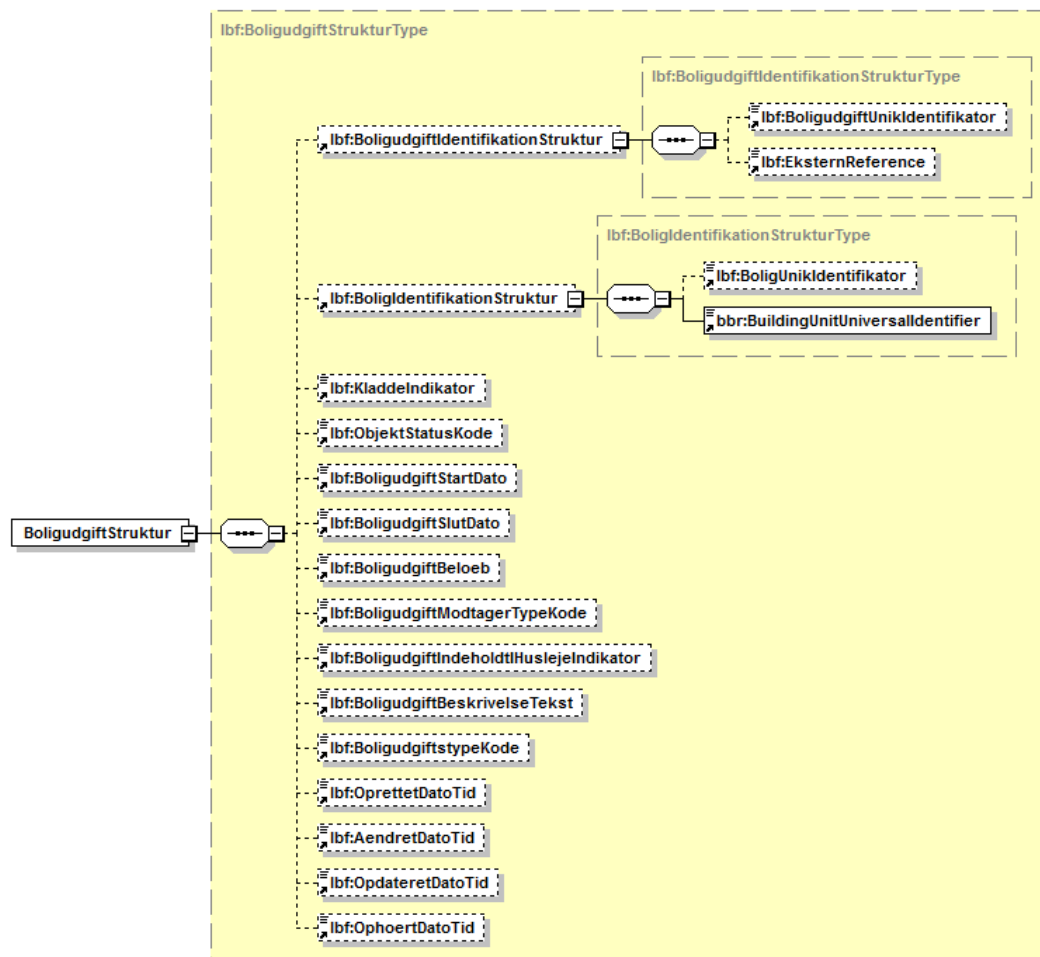 lbf:BoligudgiftStrukturType
lbf:BoligudgiftIdentifikationStrukturType
lbf:BoligudgiftIdentifikationStruktur
lbf:BoligudgiftUnikIdentifikator
lbf:EksternReference
lbf:BoligIdentifikationStrukturType
lbf:BoligIdentifikationStruktur
lbf:BoligUnikIdentifikator
bbr:BuildingUnitUniversalIdentifier
lbf:KladdeIndikator
lbf:ObjektStatusKode
lbf:BoligudgiftStartDato
lbf:BoligudgiftSlutDato
BoligudgiftStruktur
lbf:BoligudgiftBeloeb
lbf:BoligudgiftModtagerTypeKode
lbf:BoligudgiftIndeholdtIHuslejeIndikator
lbf:BoligudgiftBeskrivelseTekst
lbf:BoligudgiftstypeKode
lbf:OprettetDatoTid
lbf:AendretDatoTid
lbf:OpdateretDatoTid
lbf:OphoertDatoTid